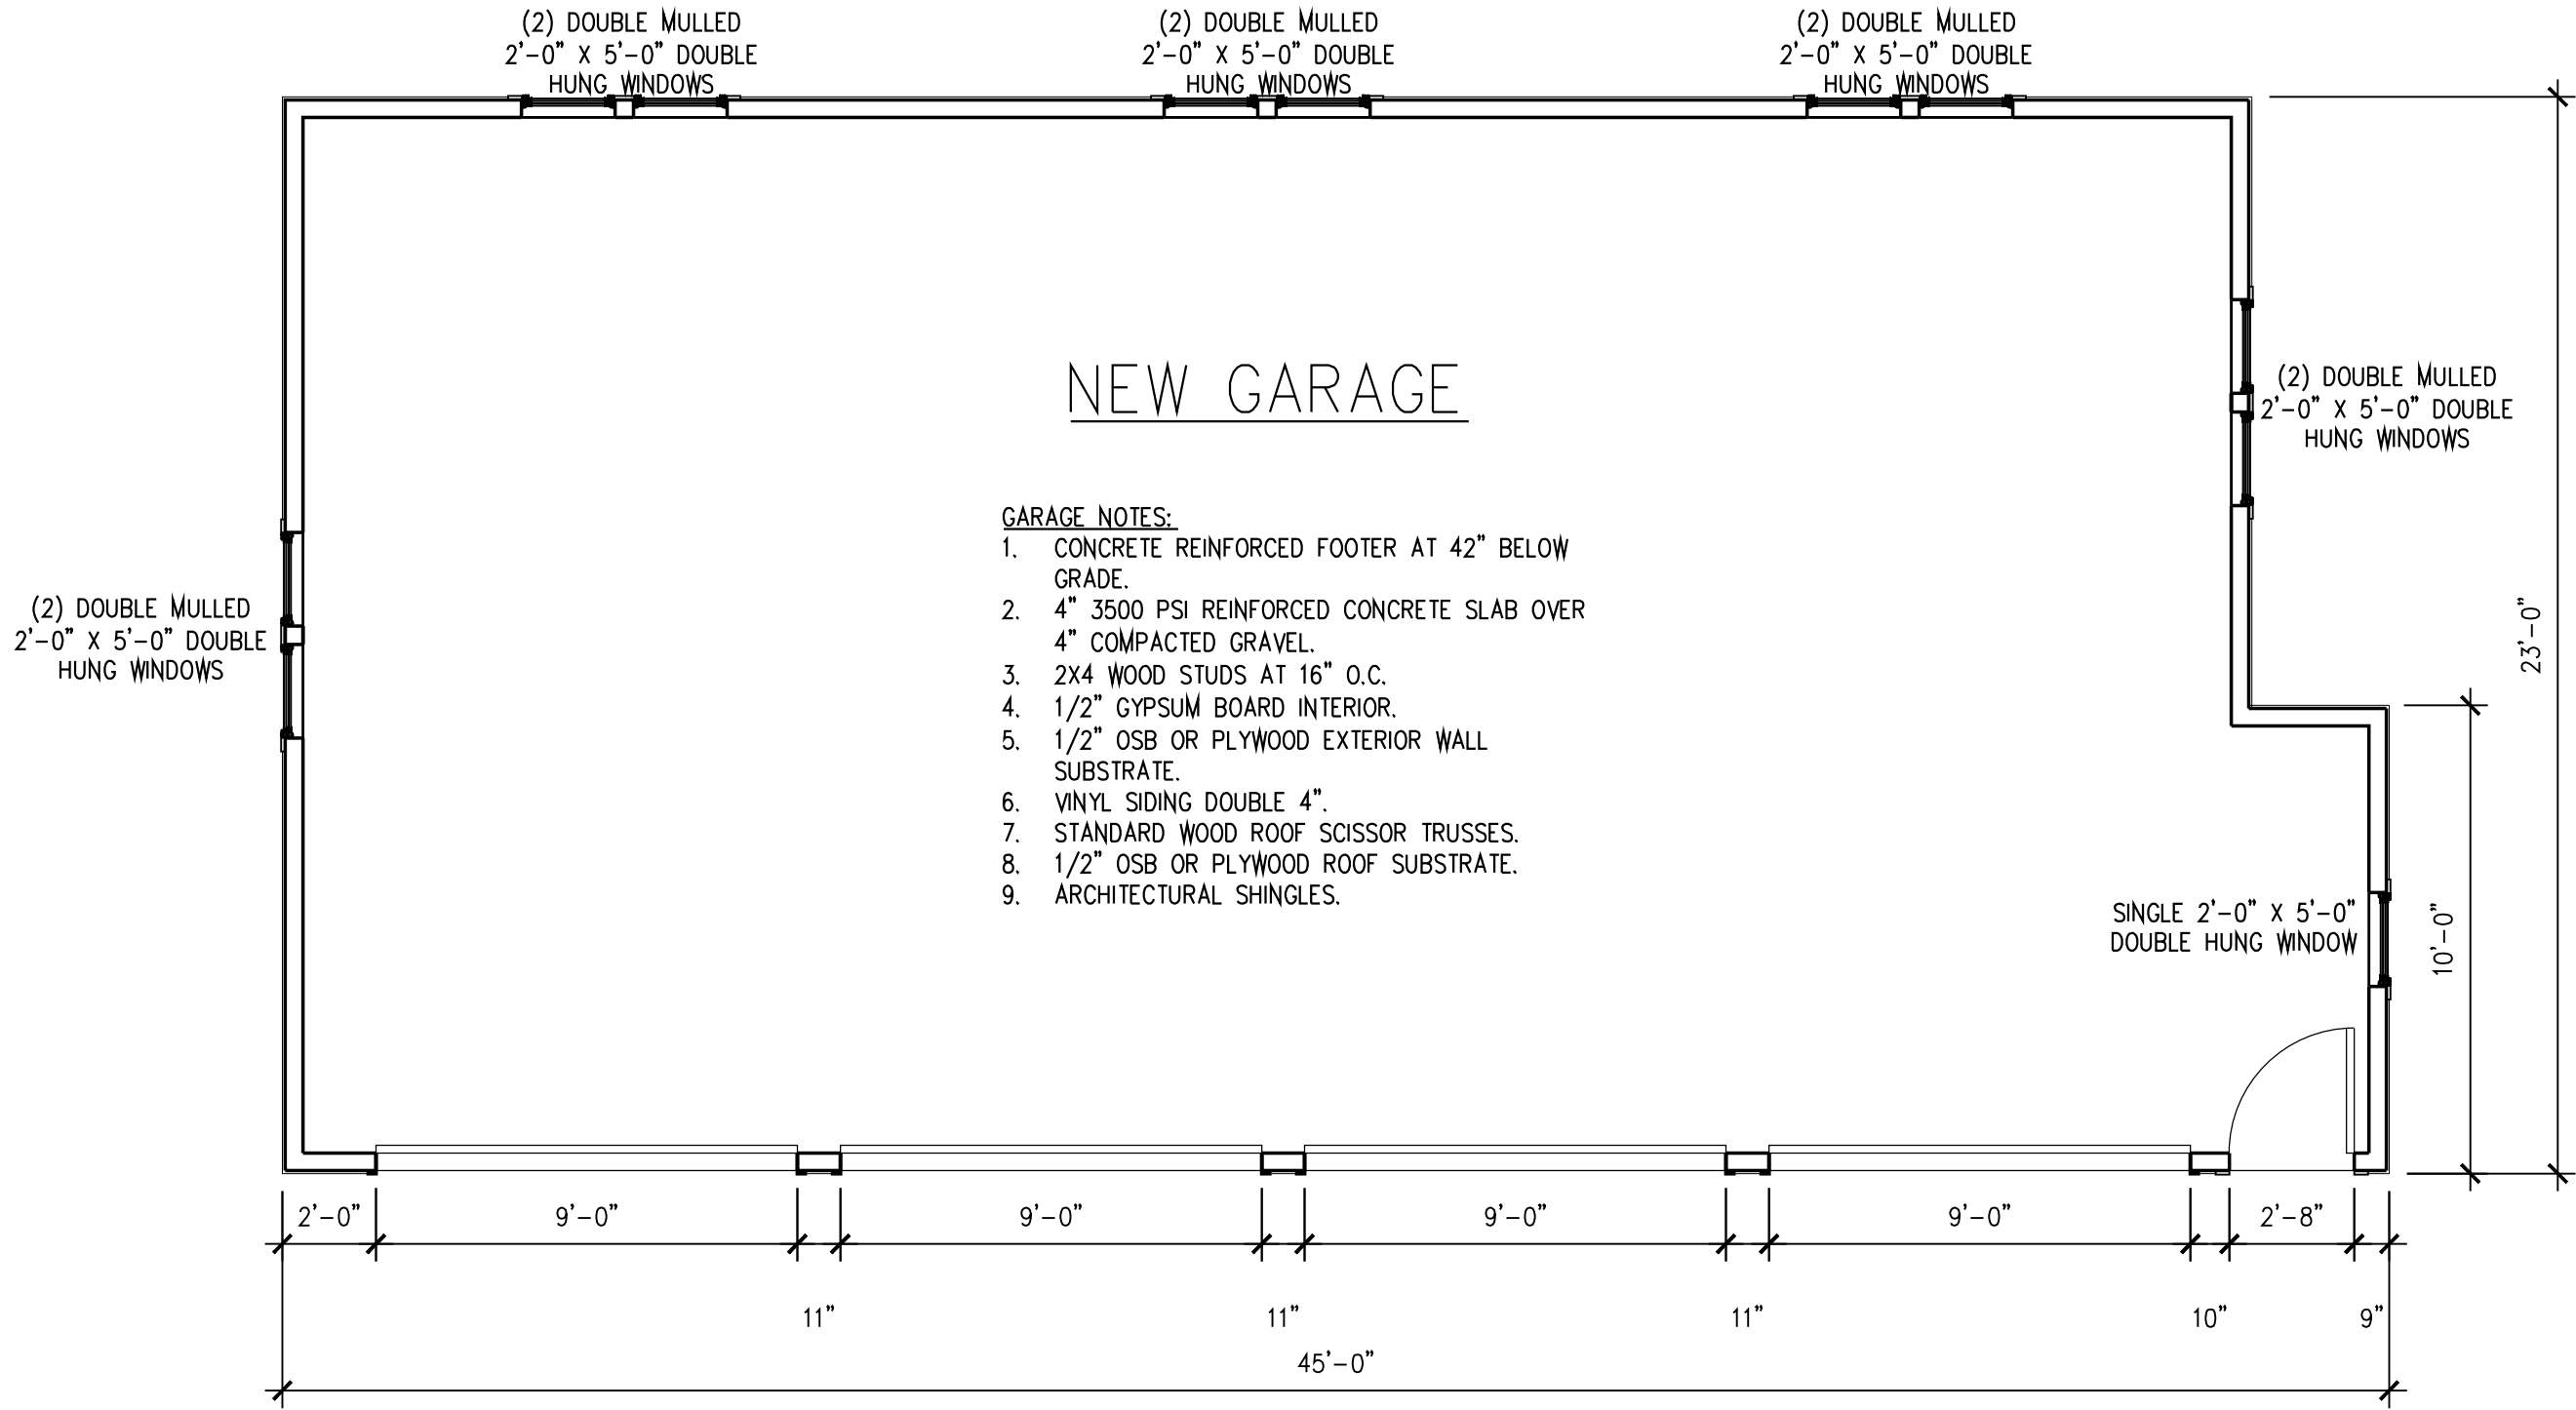 (2) DOUBLE MULLED
2'-0" X 5'-0" DOUBLE
HUNG WINDOWS
(2) DOUBLE MULLED
2'-0" X 5'-0" DOUBLE
HUNG WINDOWS
(2) DOUBLE MULLED
2'-0" X 5'-0" DOUBLE
HUNG WINDOWS
NEW GARAGE
(2) DOUBLE MULLED
2'-0" X 5'-0" DOUBLE
HUNG WINDOWS
GARAGE NOTES:
1. CONCRETE REINFORCED FOOTER AT 42" BELOW
GRADE.
2. 4" 3500 PSI REINFORCED CONCRETE SLAB OVER
4" COMPACTED GRAVEL.
3. 2X4 WOOD STUDS AT 16" O.C.
4. 1/2" GYPSUM BOARD INTERIOR.
5. 1/2" OSB OR PLYWOOD EXTERIOR WALL
SUBSTRATE.
6. VINYL SIDING DOUBLE 4".
7. STANDARD WOOD ROOF SCISSOR TRUSSES.
8. 1/2" OSB OR PLYWOOD ROOF SUBSTRATE.
9. ARCHITECTURAL SHINGLES.
(2) DOUBLE MULLED
2'-0" X 5'-0" DOUBLE
HUNG WINDOWS
23'-0"
SINGLE 2'-0" X 5'-0"
DOUBLE HUNG WINDOW
10'-0"
2'-0"
9'-0"
9'-0"
9'-0"
9'-0"
2'-8"
11"
11"
11"
10"
9"
45'-0"